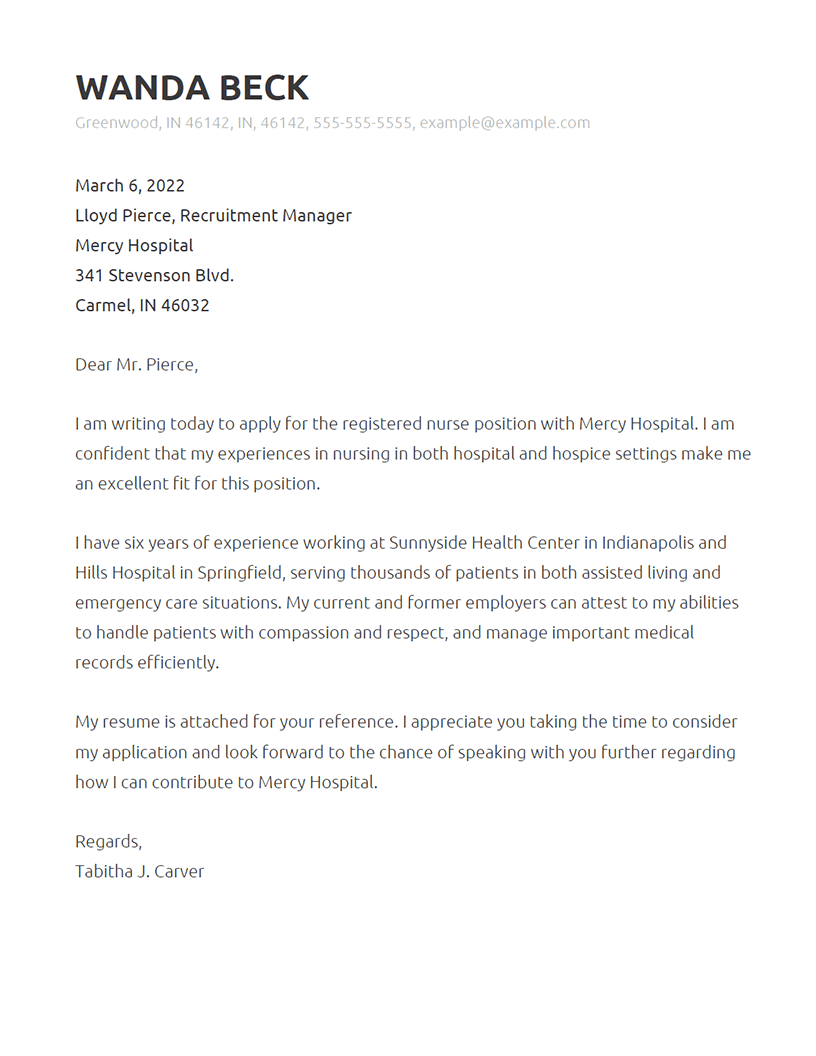 WANDA BECK
Greenwood, IN 46142, IN, 46142, 555-555-5555, example@example.com
March 6, 2022
Lloyd Pierce, Recruitment Manager
Mercy Hospital
341 Stevenson Blvd.
Carmel, IN 46032
Dear Mr. Pierce,
I am writing today to apply for the registered nurse position with Mercy Hospital. I am
confident that my experiences in nursing in both hospital and hospice settings make me
an excellent fit for this position.
I have six years of experience working at Sunnyside Health Center in Indianapolis and
Hills Hospital in Springfield, serving thousands of patients in both assisted living and
emergency care situations. My current and former employers can attest to my abilities
to handle patients with compassion and respect, and manage important medical
records efficiently.
My resume is attached for your reference. I appreciate you taking the time to consider
my application and look forward to the chance of speaking with you further regarding
how I can contribute to Mercy Hospital.
Regards,
Tabitha J. Carver